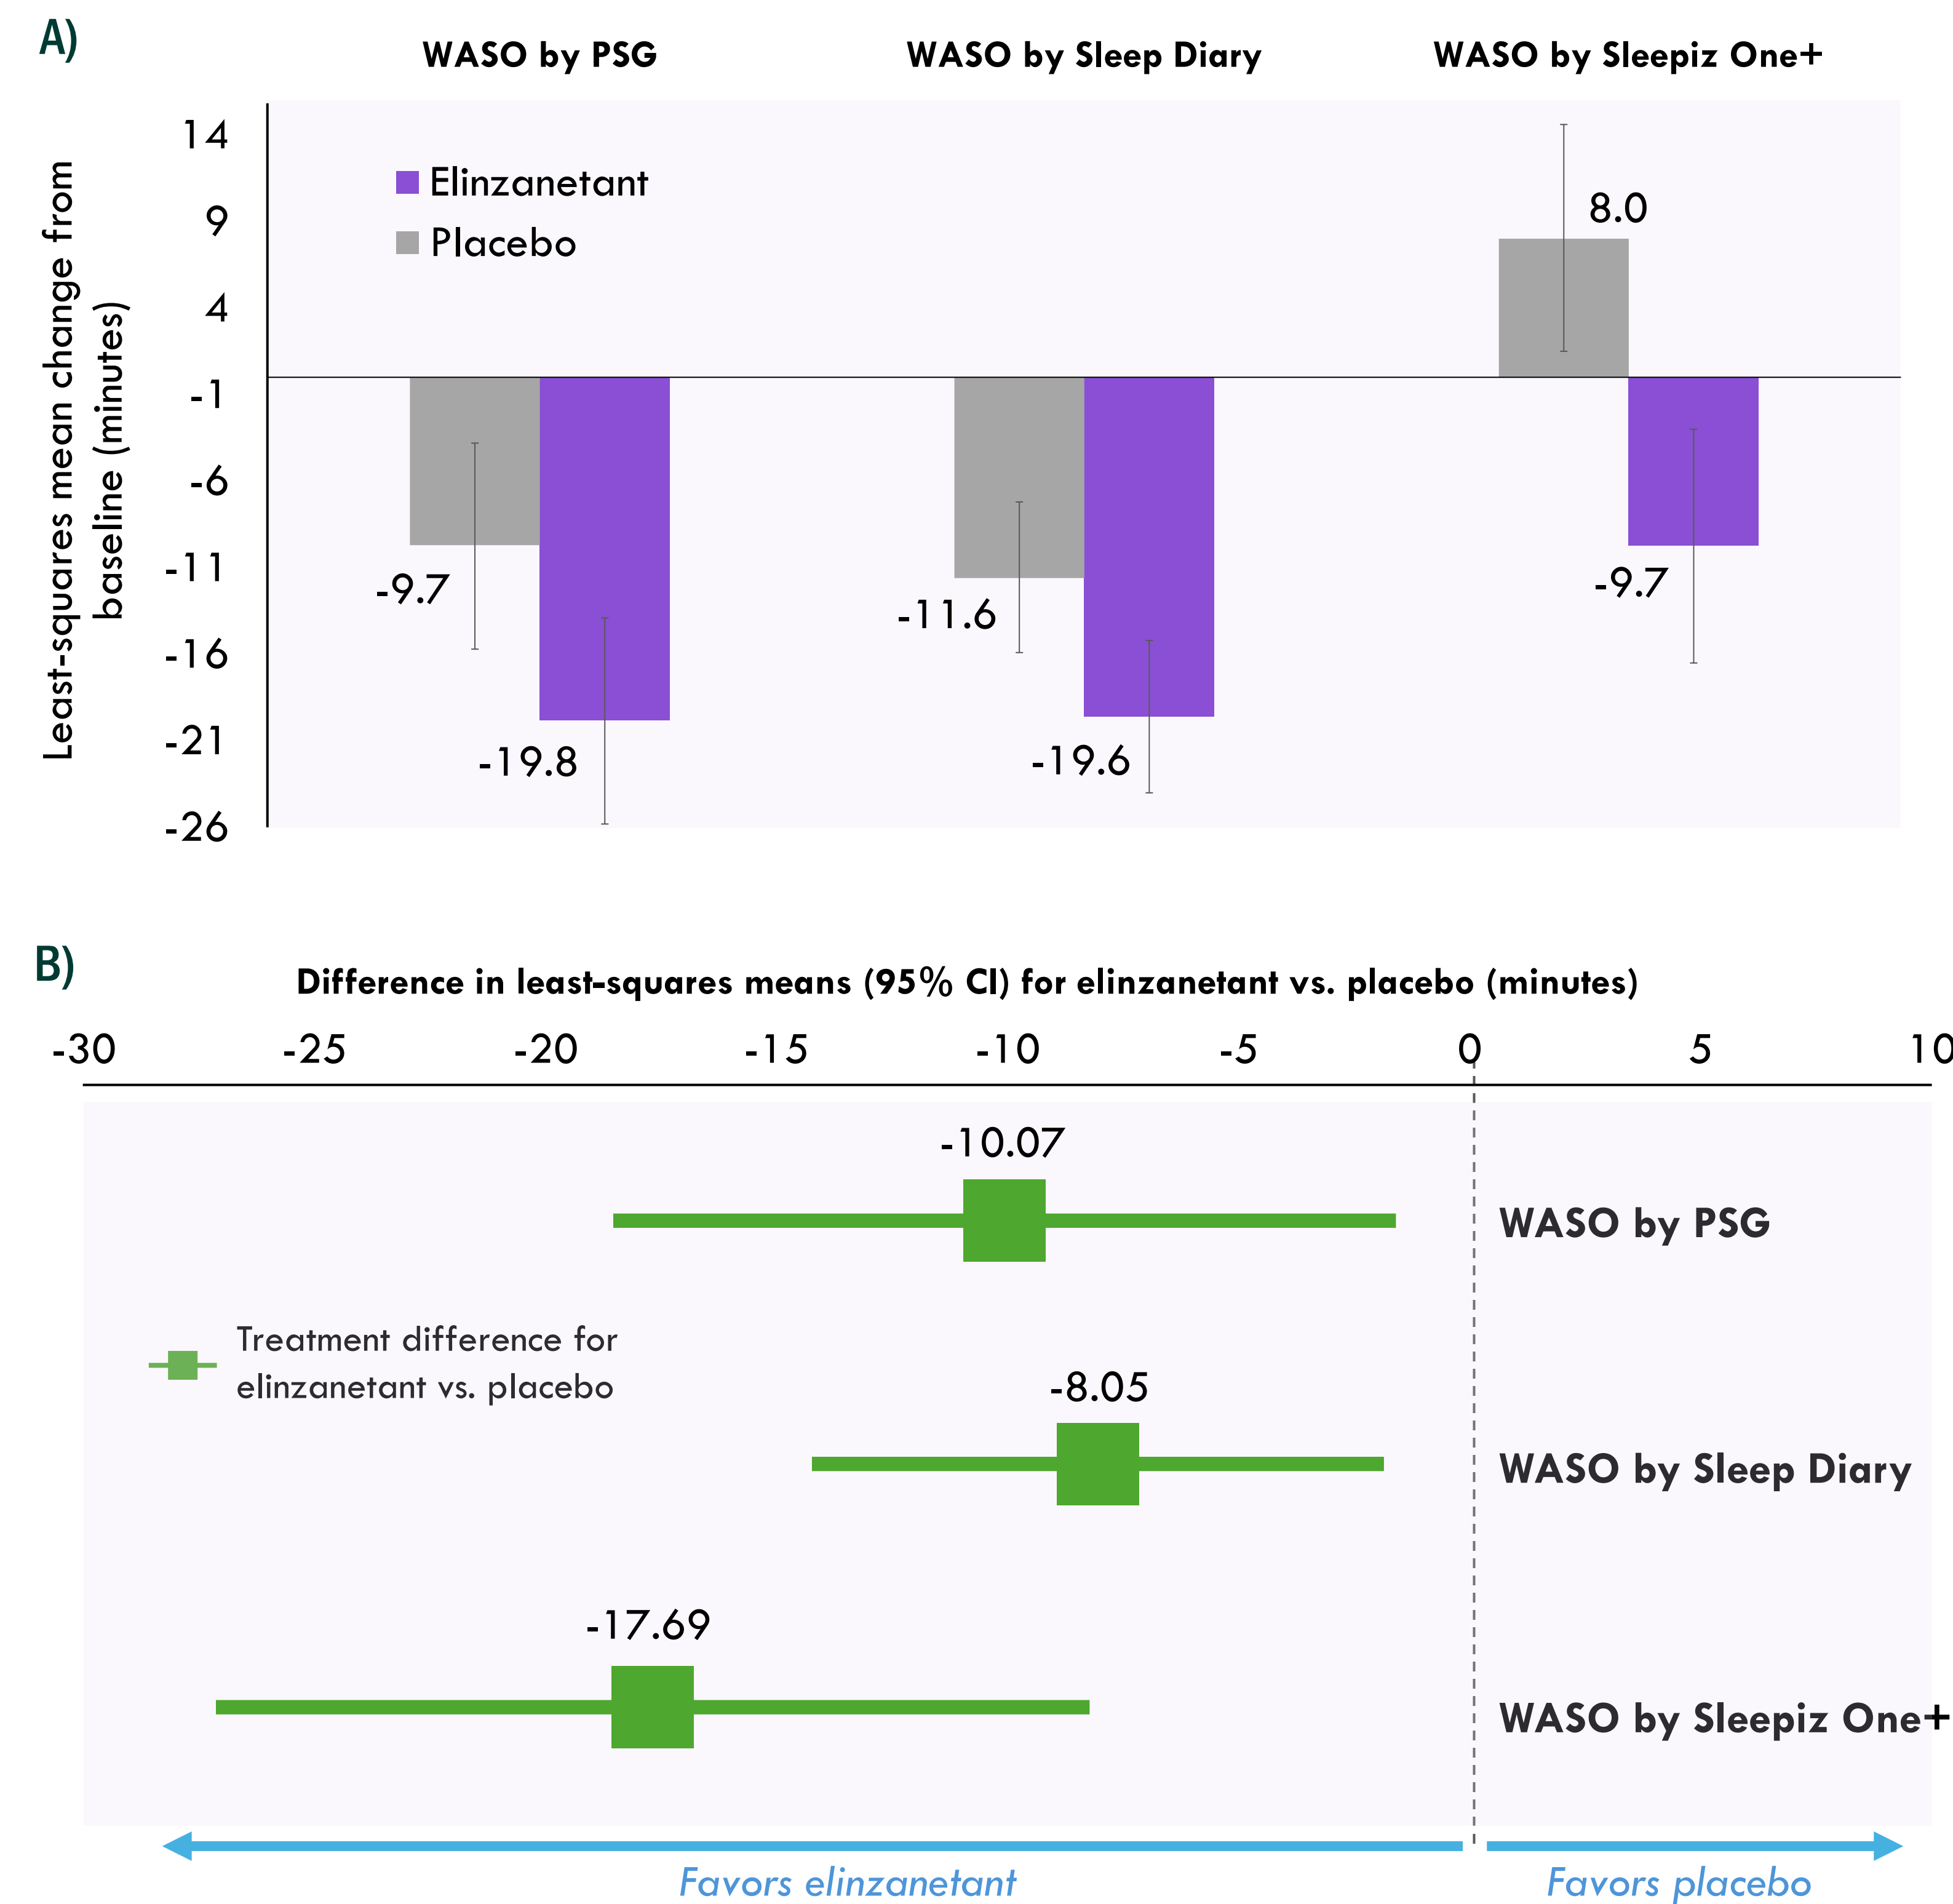 A)
WASO by PSG
WASO by Sleep Diary
WASO by Sleepiz One+
Least-squares mean change from
baseline (minutes)
14
9
4
-1
-6
-11
-16
-21
-26
Elinzanetant
Placebo
-9.7
-19.8
-11.6
-19.6
8.0
-9.7
B)
Difference in least-squares means (95% CI) for elinzanetant vs. placebo (minutes)
-30
-25
-20
-15
-10
-5
0
5
10
-10.07
WASO by PSG
Treatment difference for
elinzanetant vs. placebo
-8.05
WASO by Sleep Diary
-17.69
WASO by Sleepiz One+
Favors elinzanetant
Favors placebo